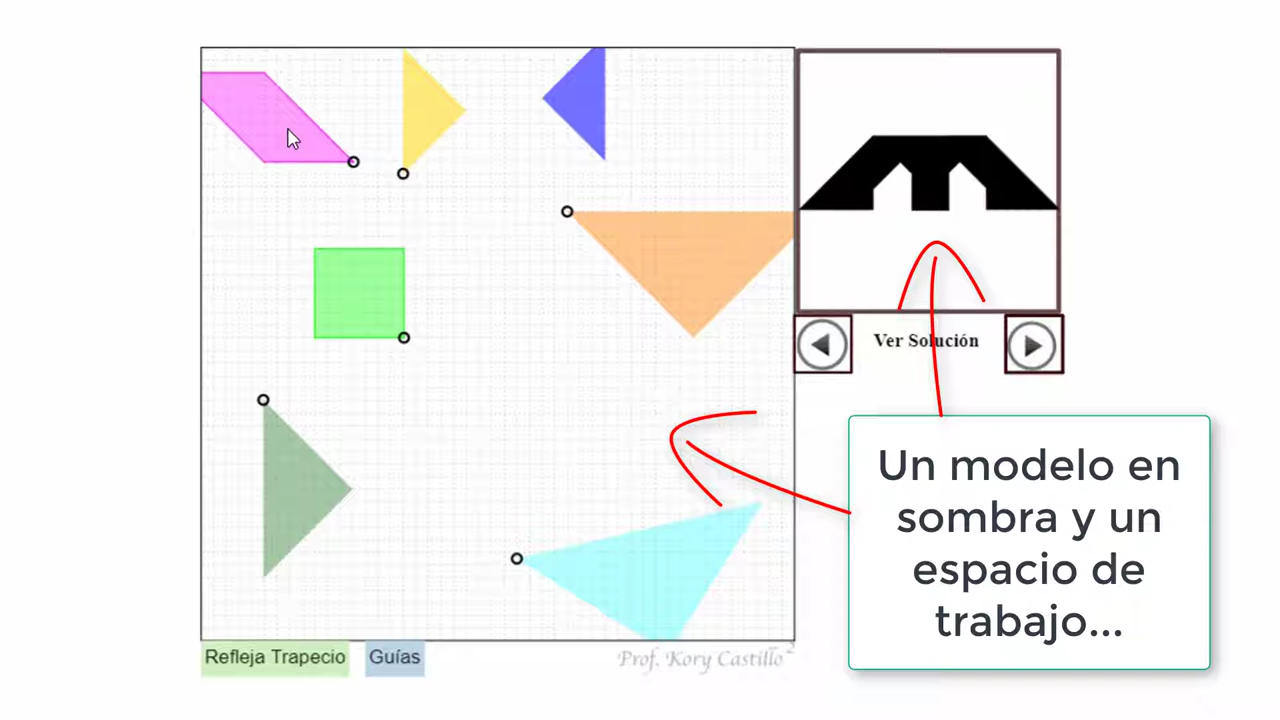 Ver Solución
Un modelo en
sombra y un
espacio de
trabajo...
Refleja Trapecio
Guías
Prof. Kory Castillo